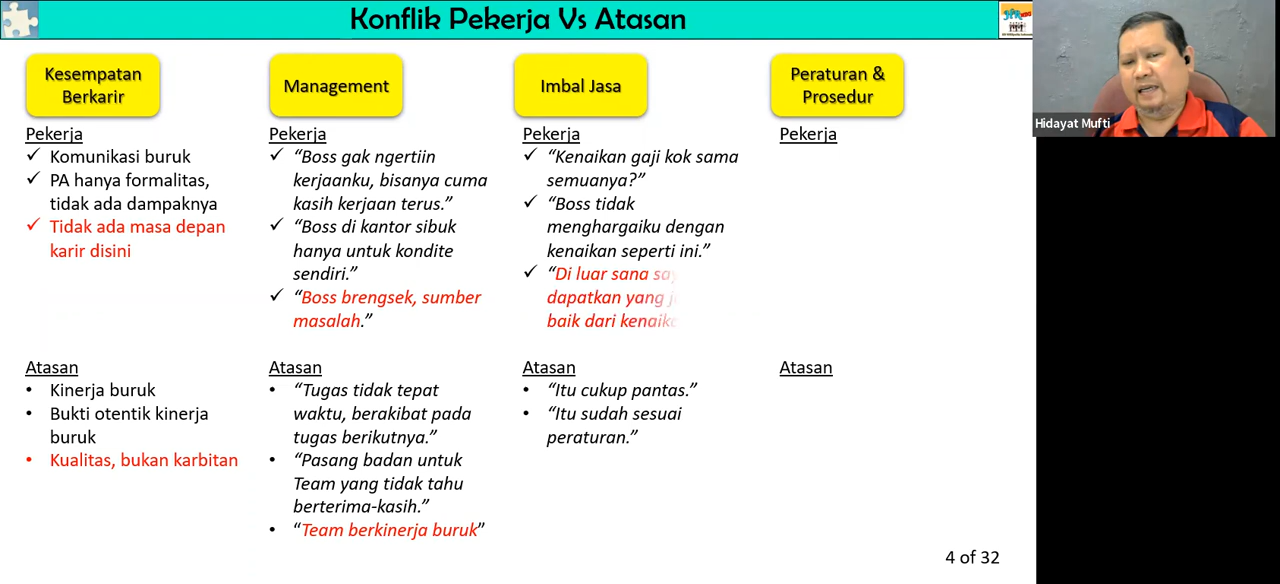 Konflik Pekerja Vs Atasan
Kesempatan
Berkarir
Pekerja
Komunikasi buruk
PA hanya formalitas,
tidak ada dampaknya
Tidak ada masa depan
karir disini
Atasan
Kinerja buruk
Bukti otentik kinerja
buruk
Kualitas, bukan karbitan
Management
Pekerja
“Boss gak ngertiin
kerjaanku, bisanya cuma
kasih kerjaan terus.”
“Boss di kantor sibuk
hanya untuk kondite
sendiri.”
“Boss brengsek, sumber
masalah.”
Atasan
“Tugas tidak tepat
waktu, berakibat pada
tugas berikutnya.”
“Pasang badan untuk
Team yang tidak tahu
berterima-kasih.”
“Team berkinerja buruk”
Imbal Jasa
Pekerja
“Kenaikan gaji kok sama
semuanya?”
“Boss tidak
menghargaiku dengan
kenaikan seperti ini.”
“Di luar sana
dapatkan yang
baik dari
Atasan
“Itu cukup pantas.”
“Itu sudah sesuai
peraturan.”
Peraturan &
Prosedur
Pekerja
Atasan
4 of 32
Hidayat Mufti